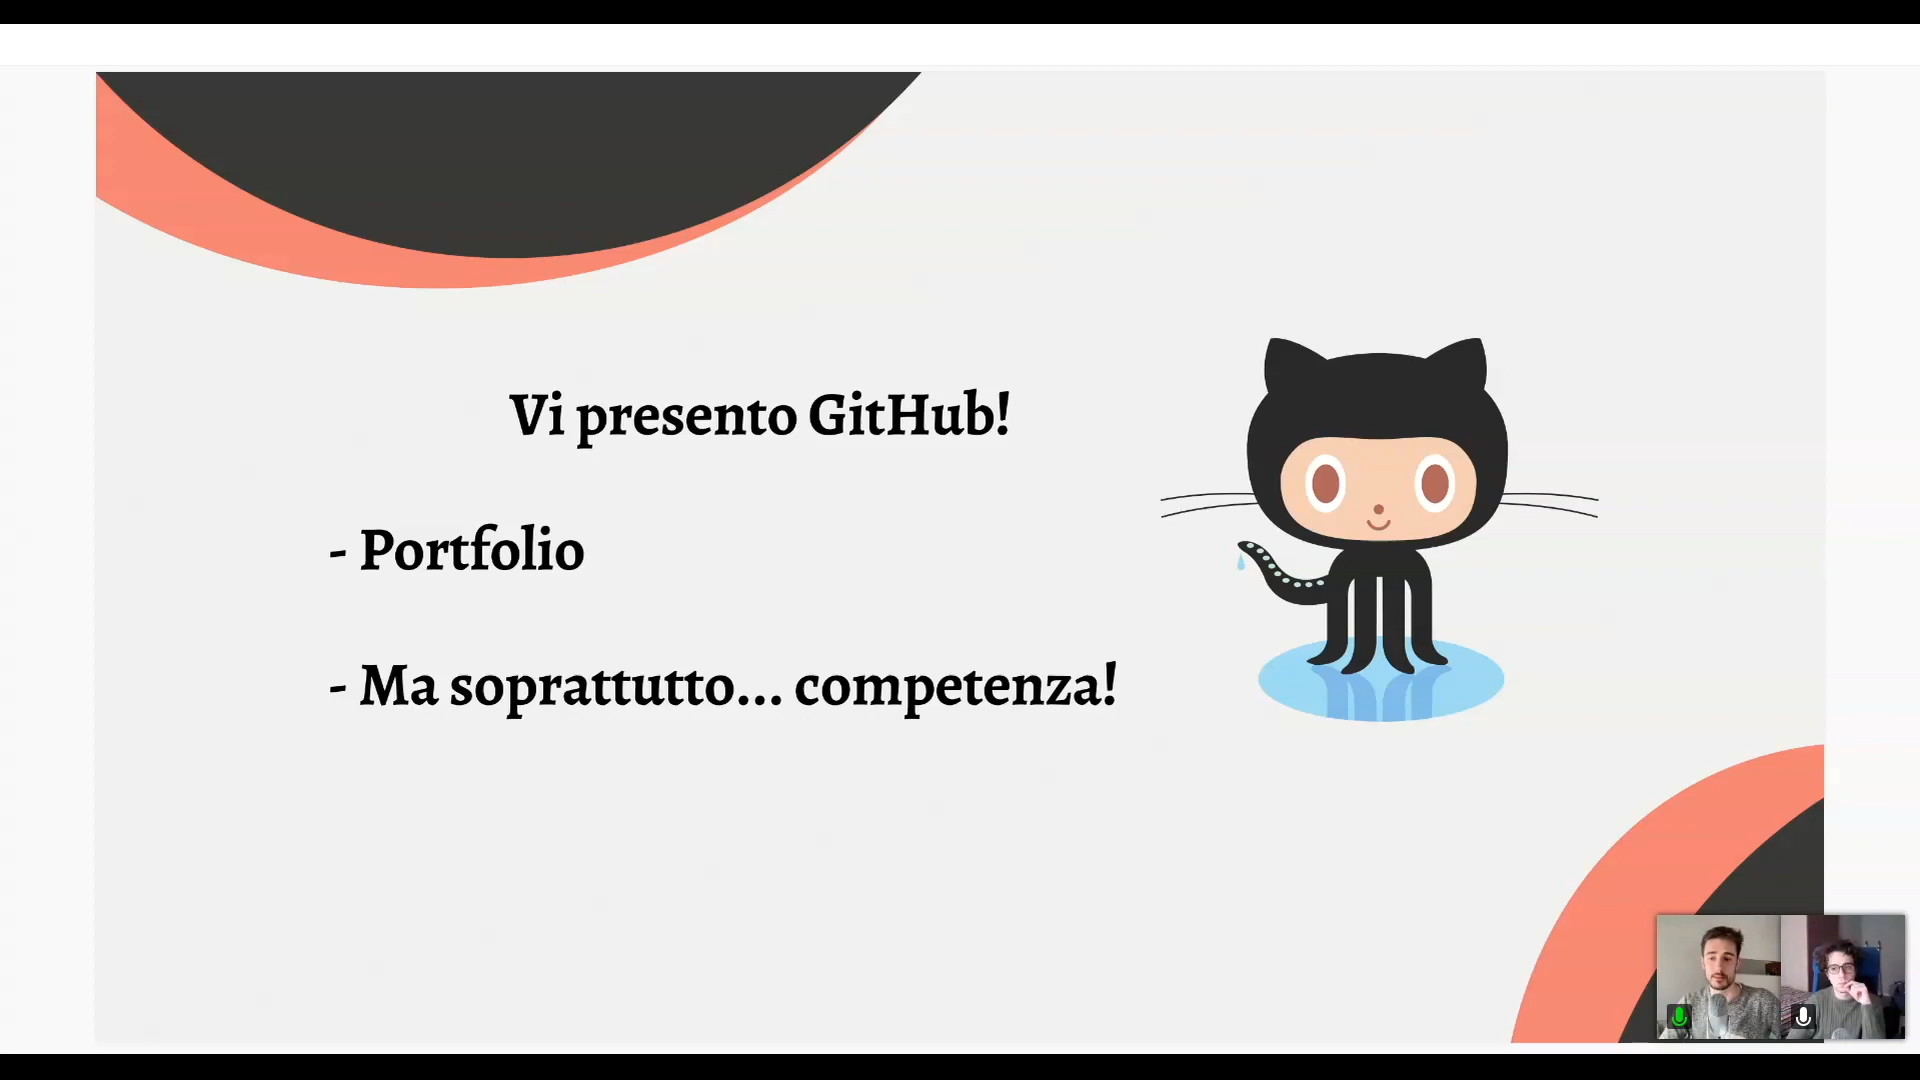 Vi presento GitHub!
- Portfolio
- Ma soprattutto... competenza!